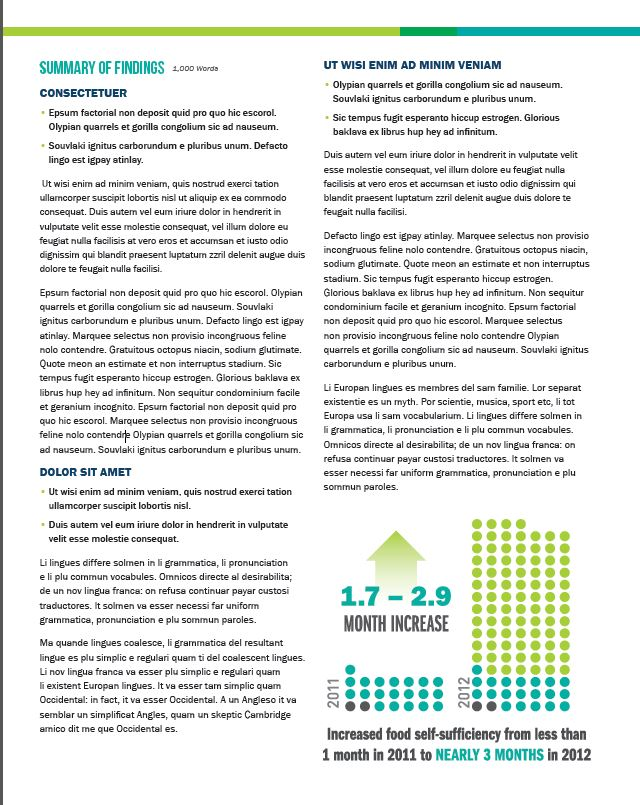 SUMMARY OF FINDINGS 1,000 Words
CONSECTETUER
• Epsum factorial non deposit quid pro quo hic escorol.
Olypian quarrels et gorilla congolium sic ad nauseum.
• Souvlaki ignitus carborundum e pluribus unum. Defacto
lingo est igpay atinlay.
Ut wisi enim ad minim veniam, quis nostrud exerci tation
ullamcorper suscipit lobortis nisl ut aliquip ex ea commodo
consequat. Duis autem vel eum iriure dolor in hendrerit in
vulputate velit esse molestie consequat, vel illum dolore eu
feugiat nulla facilisis at vero eros et accumsan et iusto odio
dignissim qui blandit praesent luptatum zzril delenit augue duis
dolore te feugait nulla facilisi.
Epsum factorial non deposit quid pro quo hic escorol. Olypian
quarrels et gorilla congolium sic ad nauseum. Souvlaki
ignitus carborundum e pluribus unum. Defacto lingo est igpay
atinlay. Marquee selectus non provisio incongruous feline
nolo contendre. Gratuitous octopus niacin, sodium glutimate.
Quote meon an estimate et non interruptus stadium. Sic
tempus fugit esperanto hiccup estrogen. Glorious baklava ex
librus hup hey ad infinitum. Non sequitur condominium facile
et geranium incognito. Epsum factorial non deposit quid pro
quo hic escorol. Marquee selectus non provisio incongruous
feline nolo contendre Olypian quarrels et gorilla congolium sic
ad nauseum. Souvlaki ignitus carborundum e pluribus unum.
DOLOR SIT AMET
• Ut wisi enim ad minim veniam, quis nostrud exerci tation
ullamcorper suscipit lobortis nisl.
• Duis autem vel eum iriure dolor in hendrerit in vulputate
velit esse molestie consequat.
Li lingues differe solmen in li grammatica, li pronunciation
e li plu commun vocabules. Omnicos directe al desirabilita;
de un nov lingua franca: on refusa continuar payar custosi
traductores. It solmen va esser necessi far uniform
grammatica, pronunciation e plu sommun paroles.
Ma quande lingues coalesce, li grammatica del resultant
lingue es plu simplic e regulari quam ti del coalescent lingues.
Li nov lingua franca va esser plu simplic e regulari quam
li existent Europan lingues. It va esser tam simplic quam
Occidental: in fact, it va esser Occidental. A un Angleso it va
semblar un simplificat Angles, quam un skeptic Cambridge
amico dit me que Occidental es.
UT WISI ENIM AD MINIM VENIAM
• Olypian quarrels et gorilla congolium sic ad nauseum.
Souvlaki ignitus carborundum e pluribus unum.
• Sic tempus fugit esperanto hiccup estrogen. Glorious
baklava ex librus hup hey ad infinitum.
Duis autem vel eum iriure dolor in hendrerit in vulputate velit
esse molestie consequat, vel illum dolore eu feugiat nulla
facilisis at vero eros et accumsan et iusto odio dignissim qui
blandit praesent luptatum zzril delenit augue duis dolore te
feugait nulla facilisi.
Defacto lingo est igpay atinlay. Marquee selectus non provisio
incongruous feline nolo contendre. Gratuitous octopus niacin,
sodium glutimate. Quote meon an estimate et non interruptus
stadium. Sic tempus fugit esperanto hiccup estrogen.
Glorious baklava ex librus hup hey ad infinitum. Non sequitur
condominium facile et geranium incognito. Epsum factorial
non deposit quid pro quo hic escorol. Marquee selectus
non provisio incongruous feline nolo contendre Olypian
quarrels et gorilla congolium sic ad nauseum. Souvlaki ignitus
carborundum e pluribus unum.
Li Europan lingues es membres del sam familie. Lor separat
existentie es un myth. Por scientie, musica, sport etc, li tot
Europa usa li sam vocabularium. Li lingues differe solmen in
li grammatica, li pronunciation e li plu commun vocabules.
Omnicos directe al desirabilita; de un nov lingua franca: on
refusa continuar payar custosi traductores. It solmen va
esser necessi far uniform grammatica, pronunciation e plu
sommun paroles.
1.7 – 2.9
MONTH INCREASE
2011
2012
Increased food self-sufficiency from less than
1 month in 2011 to NEARLY 3 MONTHS in 2012